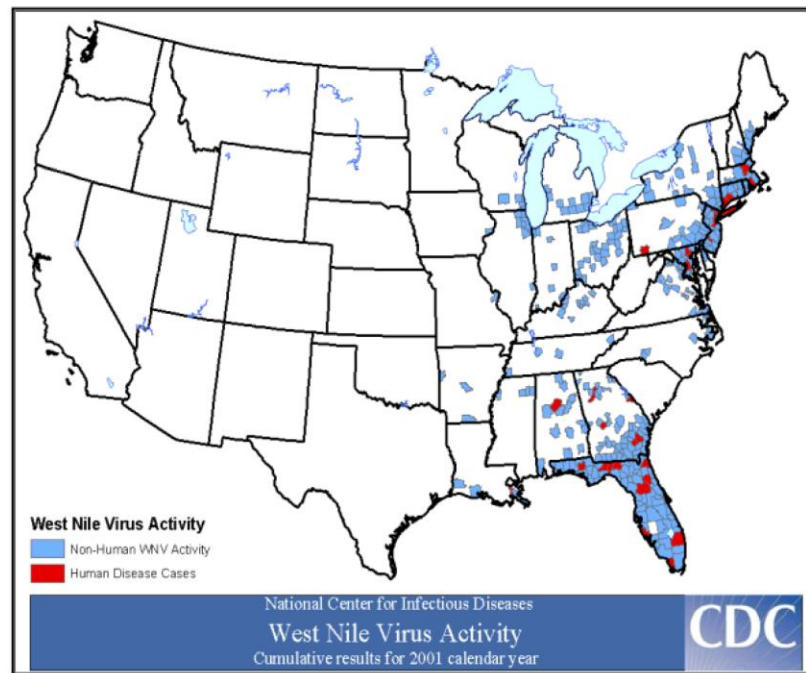 West Nile Virus Activity
Non-Human WNV Activity
Human Disease Cases
National Center for Infectious Diseases
West Nile Virus Activity
Cumulative results for 2001 calendar year
CDC